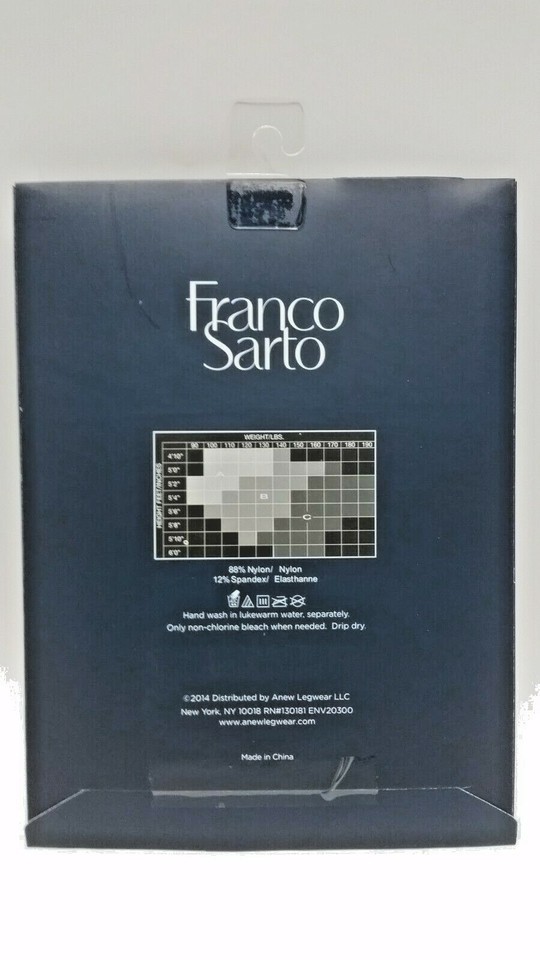 Franco
Sarto
WEIGHT/LBS.
90 100 110 120 130 140 150 160 170 180 190
HEIGHT FEET/INCHES
4'10"
5'0"
5'2"
5'4"
5'6"
5'8"
5'10"
6'0"
A
B
C
88% Nylon/ Nylon
12% Spandex/ Elasthanne
Hand wash in lukewarm water, separately.
Only non-chlorine bleach when needed. Drip dry.
©2014 Distributed by Anew Legwear LLC
New York, NY 10018 RN#130181 ENV20300
www.anewlegwear.com
Made in China